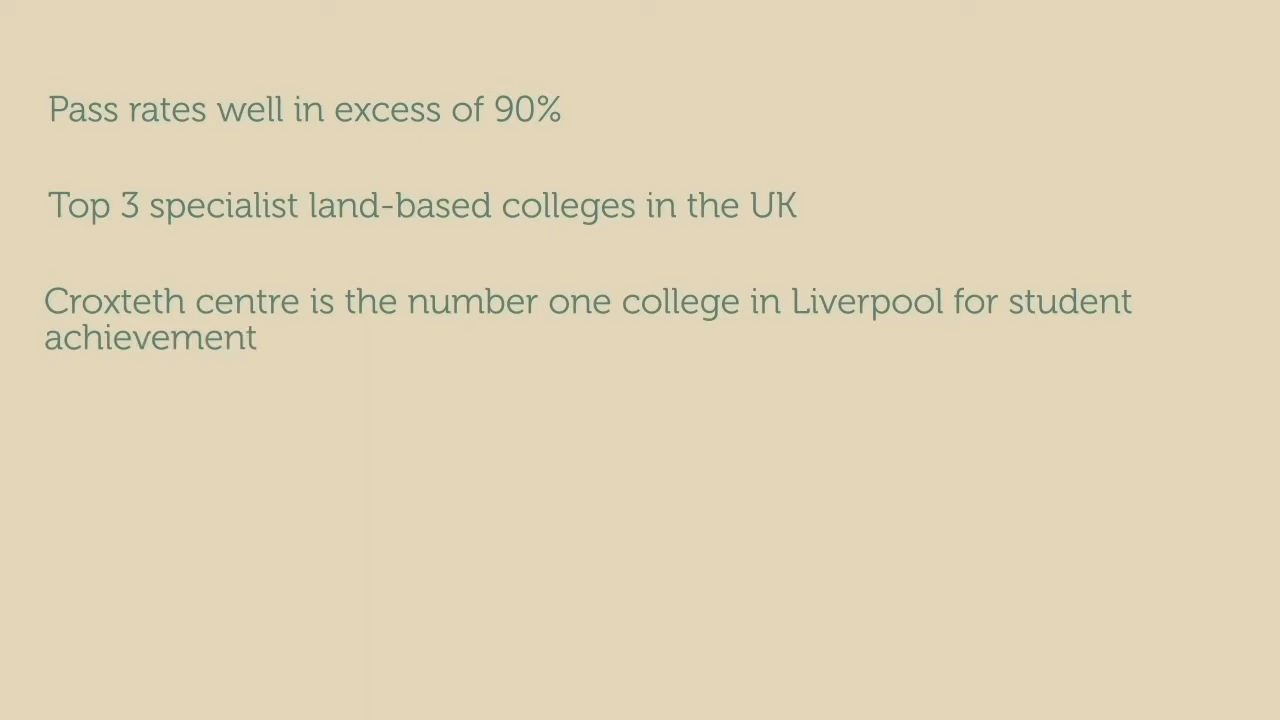 Pass rates well in excess of 90%
Top 3 specialist land-based colleges in the UK
Croxteth centre is the number one college in Liverpool for student
achievement